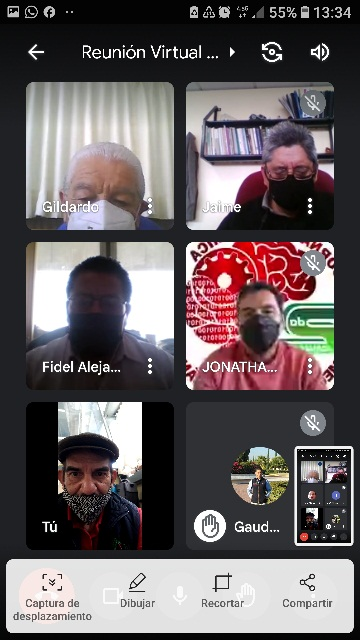 55% 13:34
Reunión Virtual ...
Gildardo
Jaime
Fidel Aleja...
JONATHA...
Tú
Gaud...
Captura de
desplazamiento
Dibujar
Recortar
Compartir